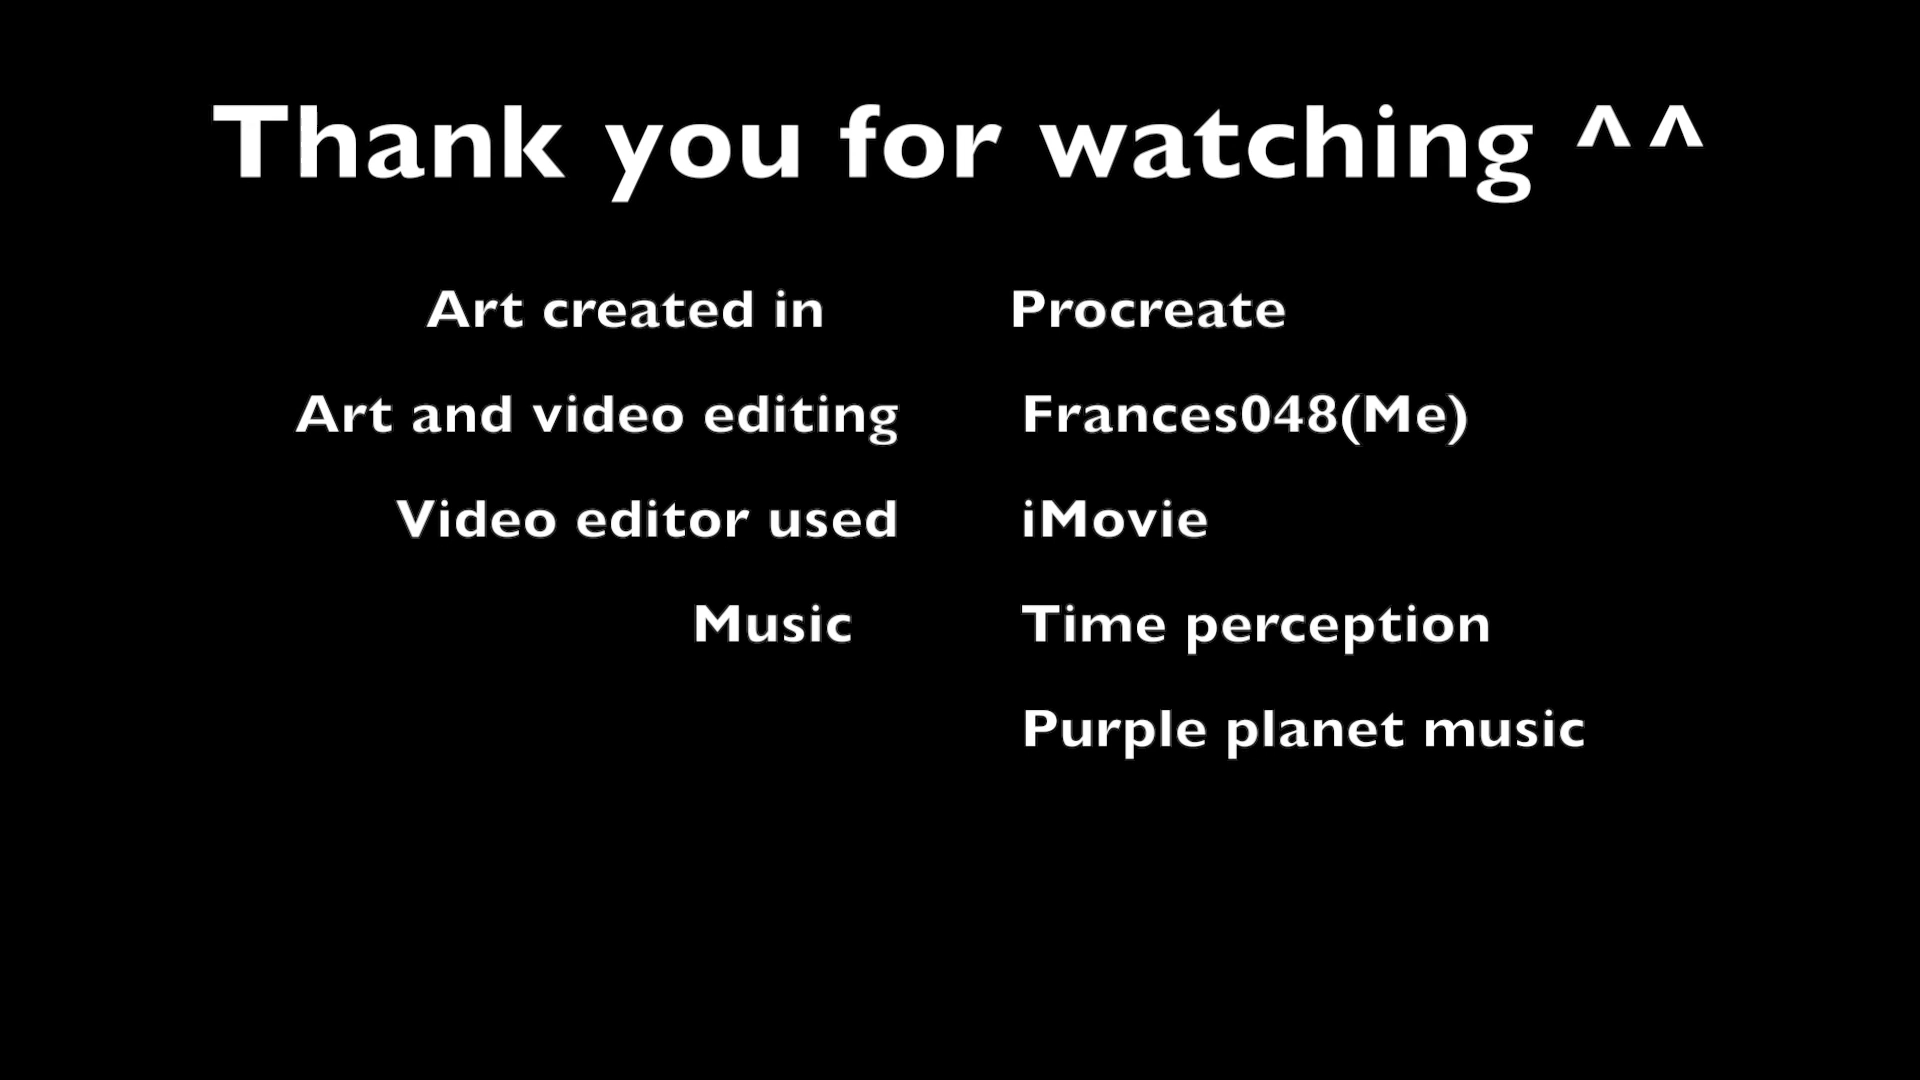 Thank you for watching ^^
Art created in Procreate
Art and video editing Frances048(Me)
Video editor used iMovie
Music Time perception
Purple planet music